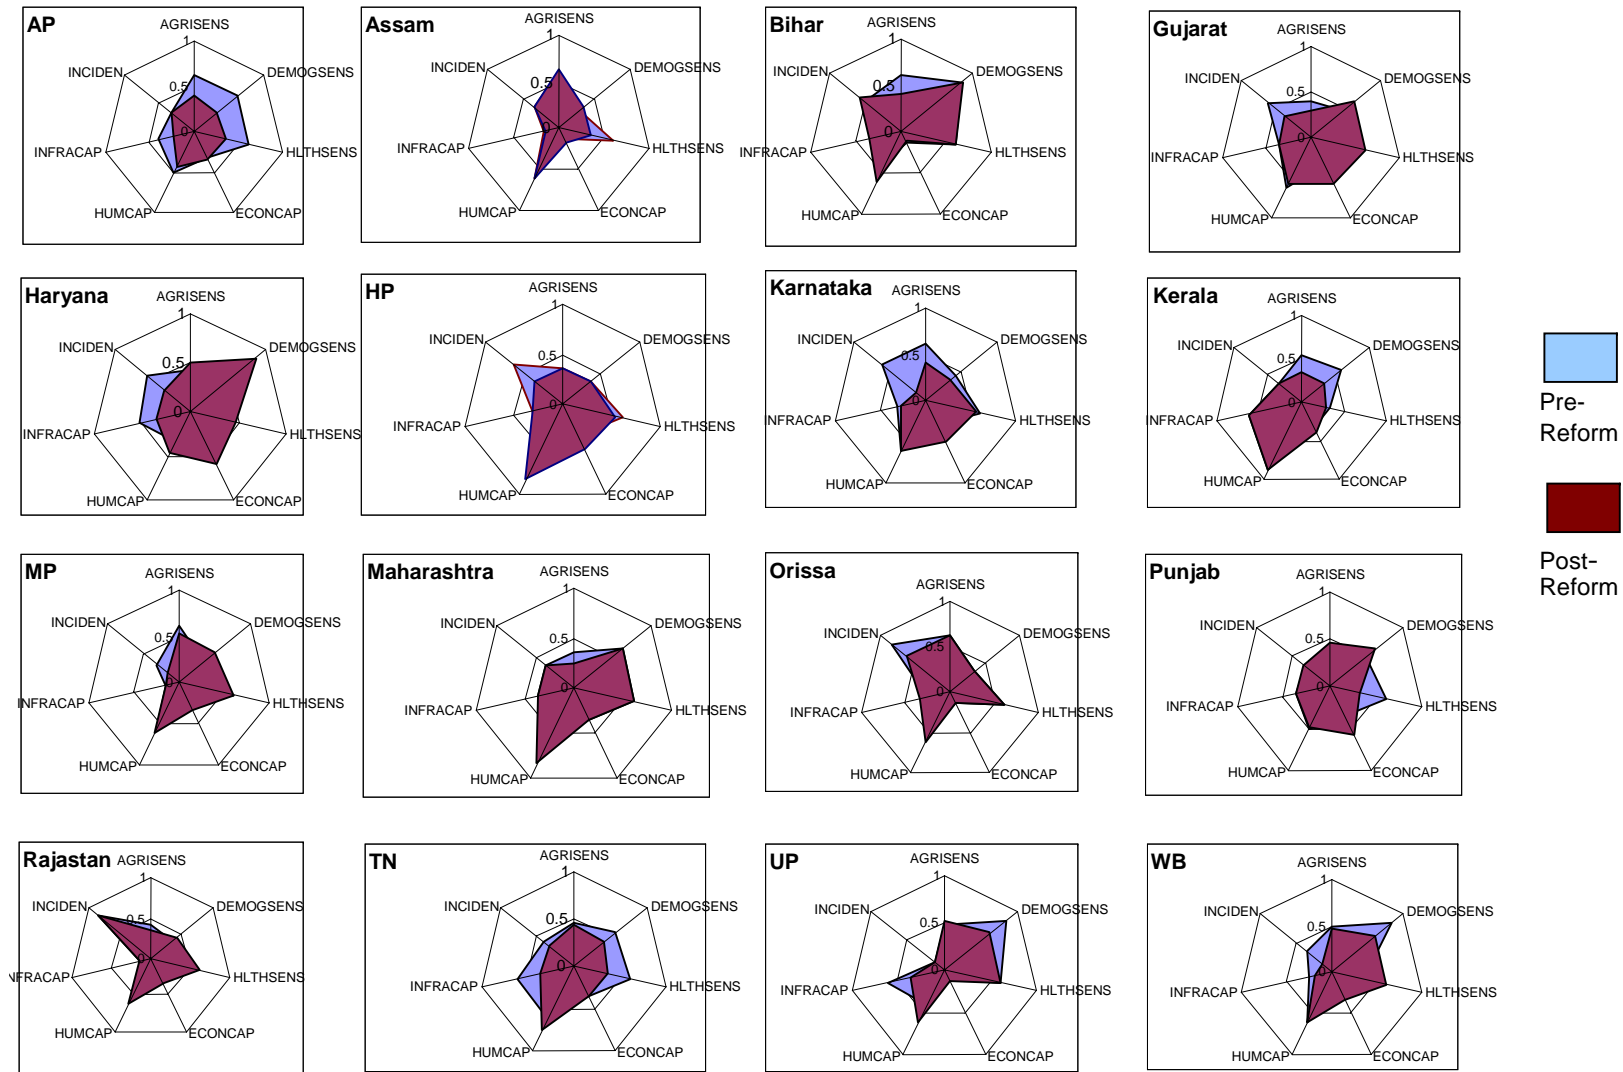 AP
AGRISENS
1
INCIDEN
DEMOGSENS
0.5
0
INFRACAP
HLTHSENS
HUMCAP
ECONCAP
Assam
AGRISENS
1
INCIDEN
DEMOGSENS
0.5
0
INFRACAP
HLTHSENS
HUMCAP
ECONCAP
Bihar
AGRISENS
1
INCIDEN
DEMOGSENS
0.5
0
INFRACAP
HLTHSENS
HUMCAP
ECONCAP
Gujarat
AGRISENS
1
INCIDEN
DEMOGSENS
0.5
0
INFRACAP
HLTHSENS
HUMCAP
ECONCAP
Haryana
AGRISENS
1
INCIDEN
DEMOGSENS
0.5
0
INFRACAP
HLTHSENS
HUMCAP
ECONCAP
HP
AGRISENS
1
INCIDEN
DEMOGSENS
0.5
0
INFRACAP
HLTHSENS
HUMCAP
ECONCAP
Karnataka
AGRISENS
1
INCIDEN
DEMOGSENS
0.5
0
INFRACAP
HLTHSENS
HUMCAP
ECONCAP
Kerala
AGRISENS
1
INCIDEN
DEMOGSENS
0.5
0
INFRACAP
HLTHSENS
HUMCAP
ECONCAP
Pre-
Reform
Post-
Reform
MP
AGRISENS
1
INCIDEN
DEMOGSENS
0.5
0
INFRACAP
HLTHSENS
HUMCAP
ECONCAP
Maharashtra
AGRISENS
1
INCIDEN
DEMOGSENS
0.5
0
INFRACAP
HLTHSENS
HUMCAP
ECONCAP
Orissa
AGRISENS
1
INCIDEN
DEMOGSENS
0.5
0
INFRACAP
HLTHSENS
HUMCAP
ECONCAP
Punjab
AGRISENS
1
INCIDEN
DEMOGSENS
0.5
0
INFRACAP
HLTHSENS
HUMCAP
ECONCAP
Rajastan
AGRISENS
1
INCIDEN
DEMOGSENS
0.5
0
INFRACAP
HLTHSENS
HUMCAP
ECONCAP
TN
AGRISENS
1
INCIDEN
DEMOGSENS
0.5
0
INFRACAP
HLTHSENS
HUMCAP
ECONCAP
UP
AGRISENS
1
INCIDEN
DEMOGSENS
0.5
0
INFRACAP
HLTHSENS
HUMCAP
ECONCAP
WB
AGRISENS
1
INCIDEN
DEMOGSENS
0.5
0
INFRACAP
HLTHSENS
HUMCAP
ECONCAP